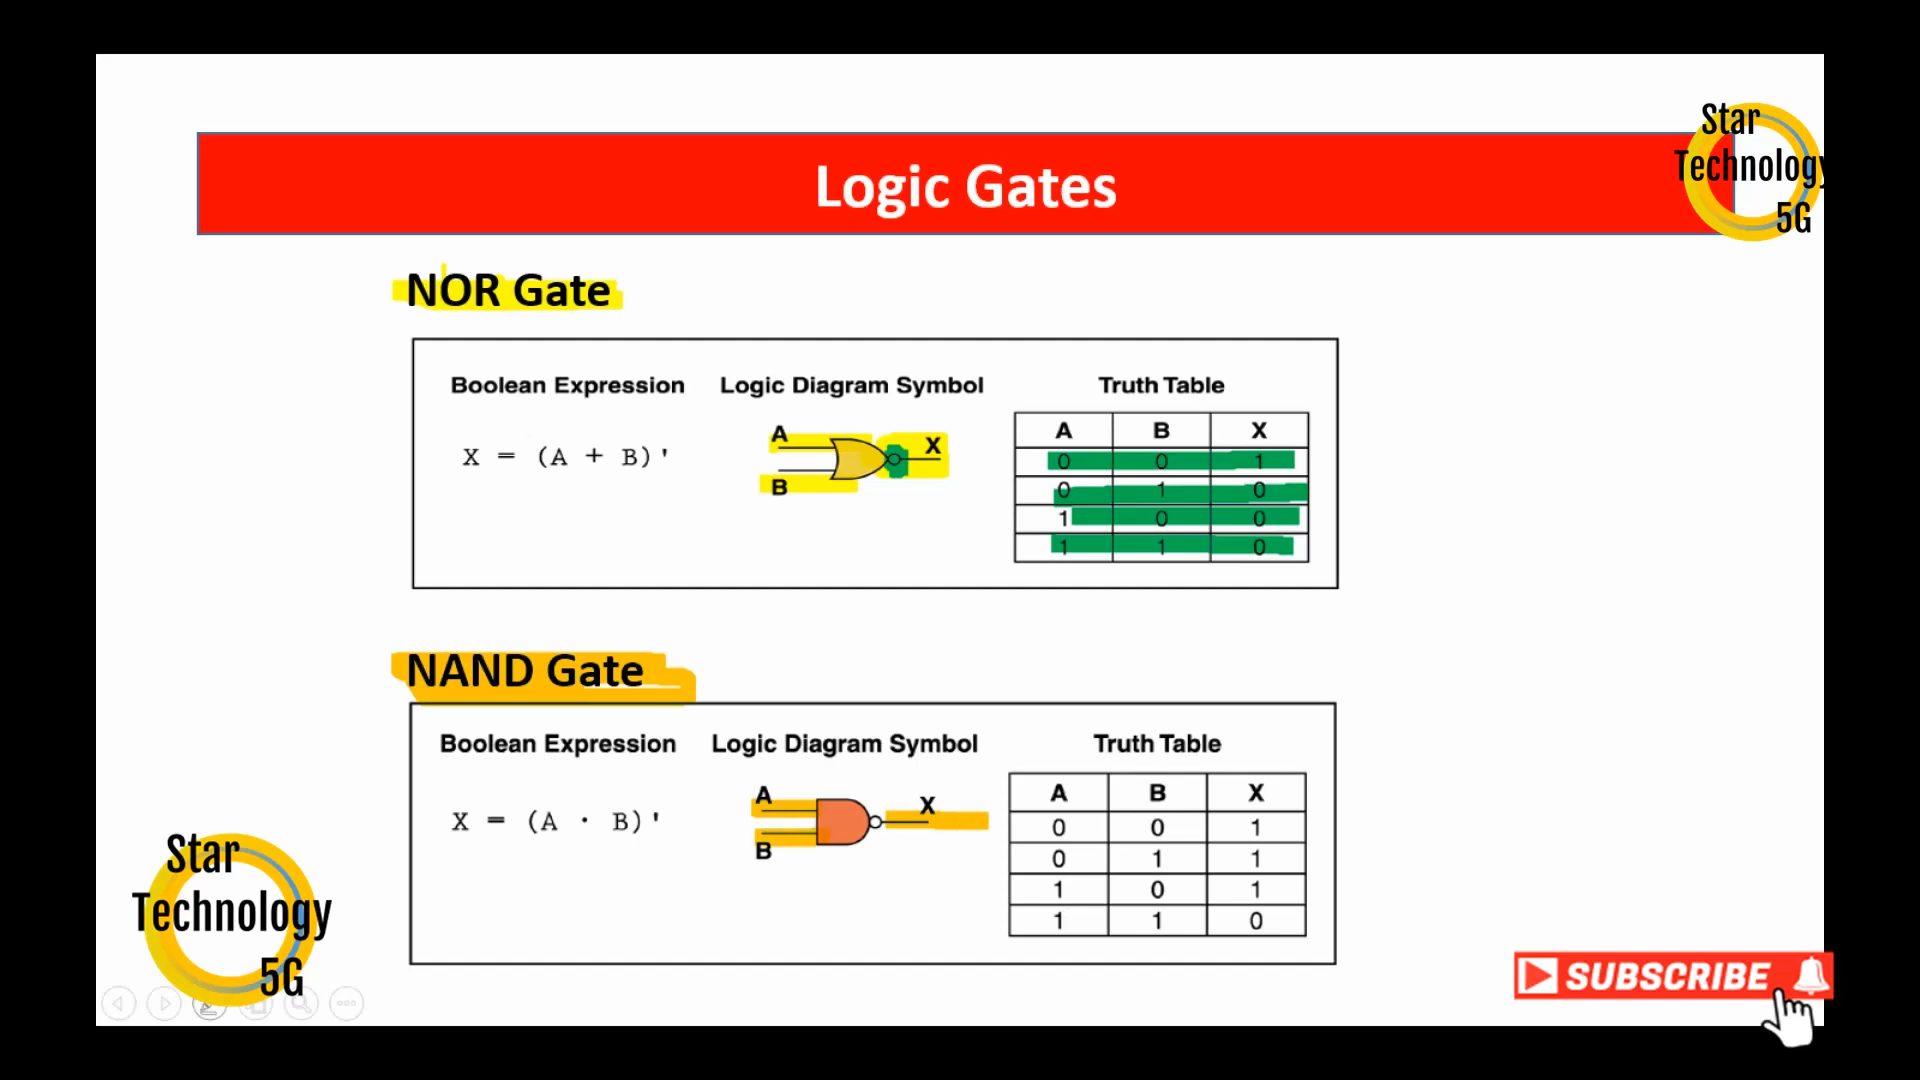 Logic Gates
Star
Technology
5G
NOR Gate
Boolean Expression Logic Diagram Symbol Truth Table
X = (A + B)'
A
B
X
A B X
0 0 1
0 1 0
1 0 0
1 1 0
NAND Gate
Boolean Expression Logic Diagram Symbol Truth Table
X = (A · B)'
A
B
X
A B X
0 0 1
0 1 1
1 0 1
1 1 0
Star
Technology
5G
SUBSCRIBE